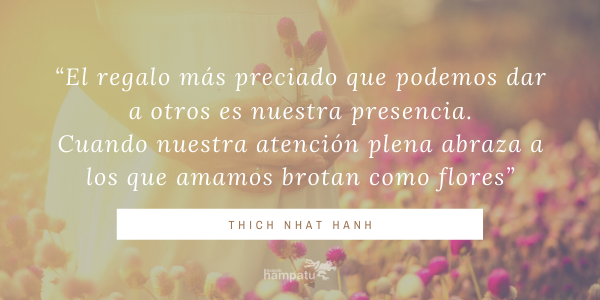 “El regalo más preciado que podemos dar
a otros es nuestra presencia.
Cuando nuestra atención plena abraza a
los que amamos brotan como flores”
THICH NHAT HANH
hampatu